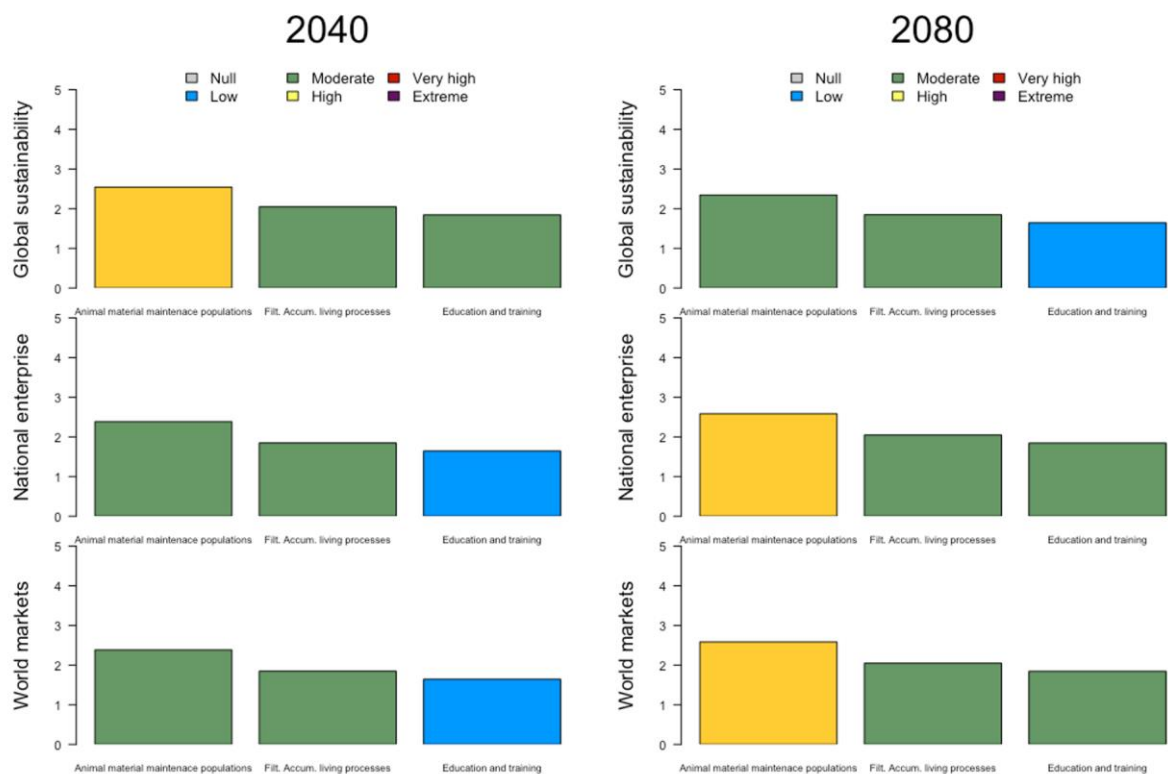 2040
Null Moderate Very high
Low High Extreme
Global sustainability
5
4
3
2
1
0
Animal material maintenace populations Filt. Accum. living processes Education and training
National enterprise
5
4
3
2
1
0
Animal material maintenace populations Filt. Accum. living processes Education and training
World markets
5
4
3
2
1
0
Animal material maintenace populations Filt. Accum. living processes Education and training
2080
Null Moderate Very high
Low High Extreme
Global sustainability
5
4
3
2
1
0
Animal material maintenace populations Filt. Accum. living processes Education and training
National enterprise
5
4
3
2
1
0
Animal material maintenace populations Filt. Accum. living processes Education and training
World markets
5
4
3
2
1
0
Animal material maintenace populations Filt. Accum. living processes Education and training